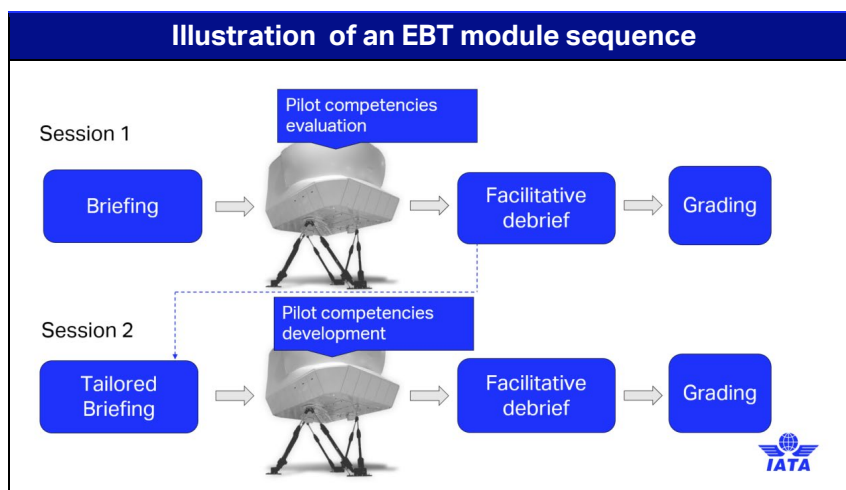 Illustration of an EBT module sequence
Session 1
Pilot competencies
evaluation
Briefing
Facilitative
debrief
Grading
Session 2
Pilot competencies
development
Tailored
Briefing
Facilitative
debrief
Grading
IATA